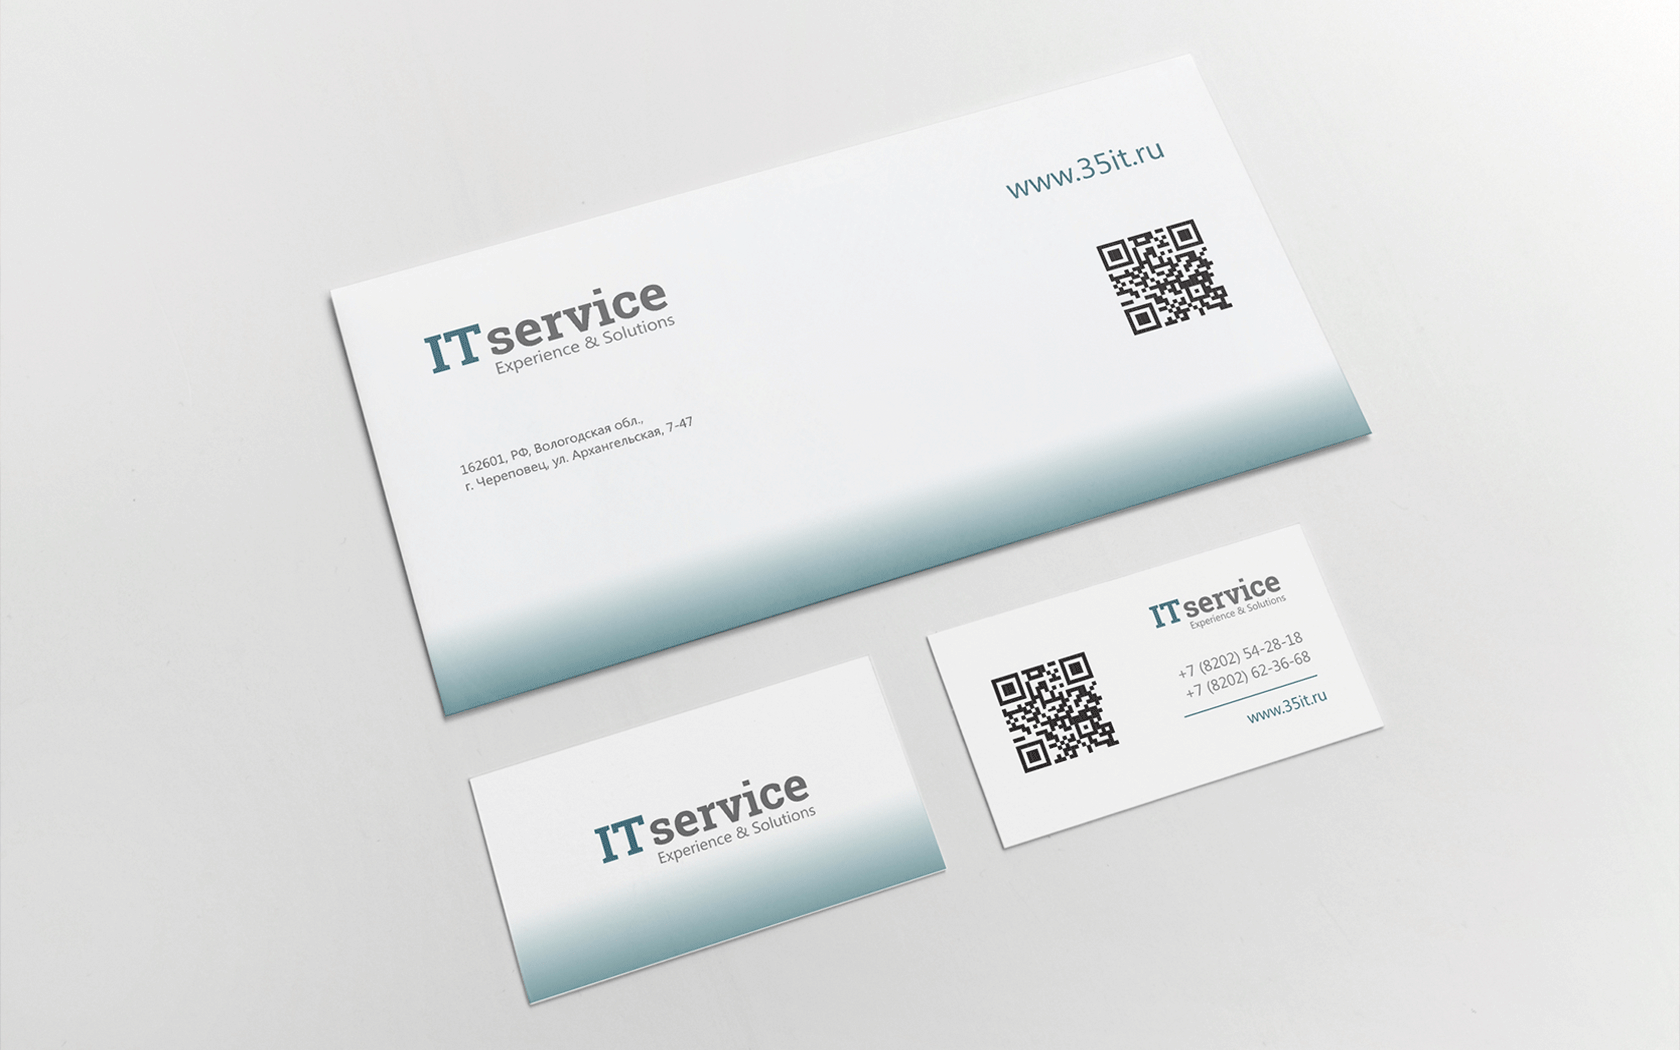 www.35it.ru
ITservice
Experience & Solutions
162601, РФ, Вологодская обл.,
г. Череповец, ул. Архангельская, 7-47
ITservice
Experience & Solutions
+7 (8202) 54-28-18
+7 (8202) 62-36-68
www.35it.ru
ITservice
Experience & Solutions